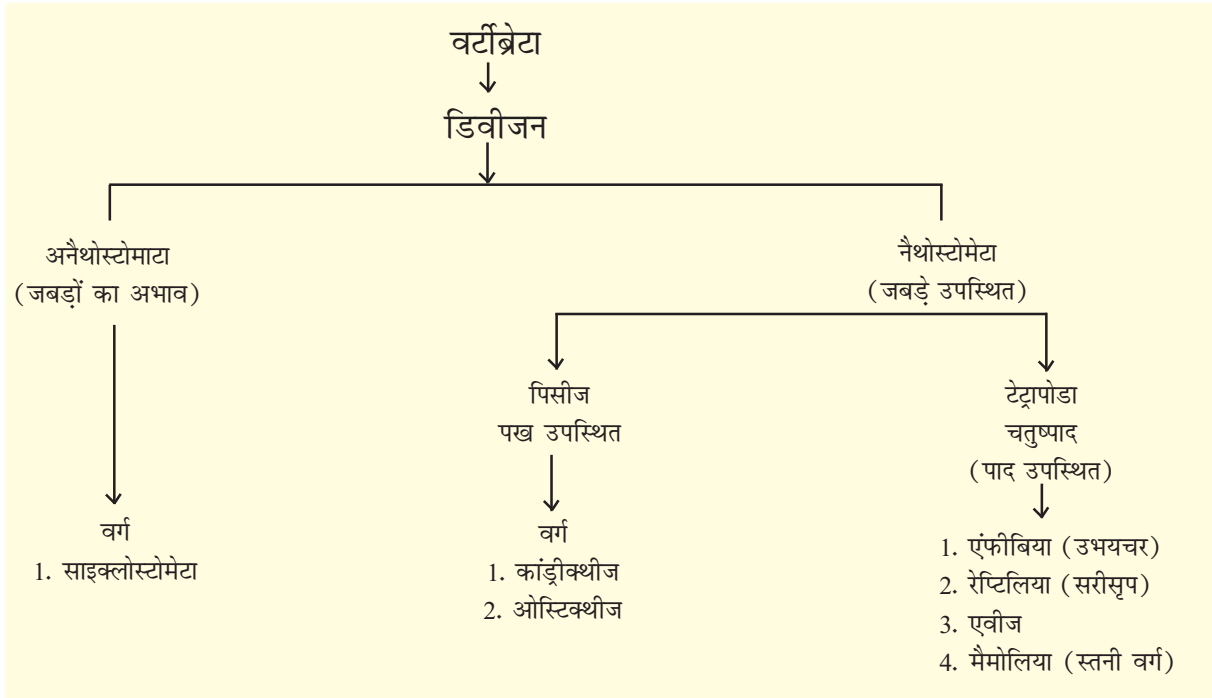 वर्टीब्रेटा
डिवीजन
अनैथोस्टोमाटा
(जबड़ों का अभाव)
वर्ग
1. साइक्लोस्टोमेटा
नैथोस्टोमेटा
(जबड़े उपस्थित)
पिसीज
पख उपस्थित
वर्ग
1. कांड्रीक्थीज
2. ओस्टिक्थीज
टेट्रापोडा
चतुष्पाद
(पाद उपस्थित)
1. एंफीबिया (उभयचर)
2. रेप्टिलिया (सरीसृप)
3. एवीज
4. मैमोलिया (स्तनी वर्ग)